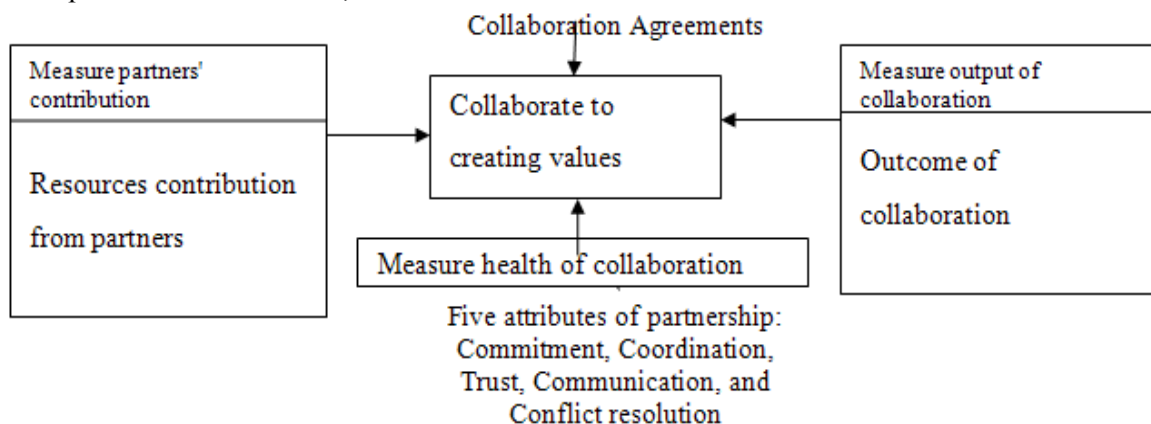 Collaboration Agreements
Measure partners'
contribution
Resources contribution
from partners
Collaborate to
creating values
Measure output of
collaboration
Outcome of
collaboration
Measure health of collaboration
Five attributes of partnership:
Commitment, Coordination,
Trust, Communication, and
Conflict resolution